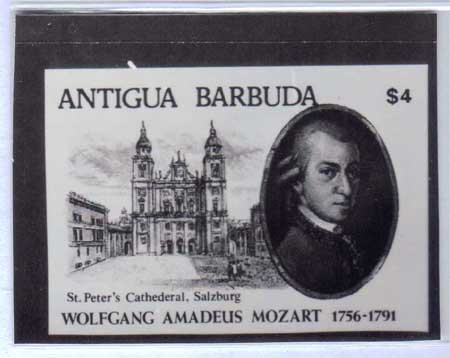 ANTIGUA BARBUDA $4
St. Peter's Cathederal, Salzburg
WOLFGANG AMADEUS MOZART 1756-1791